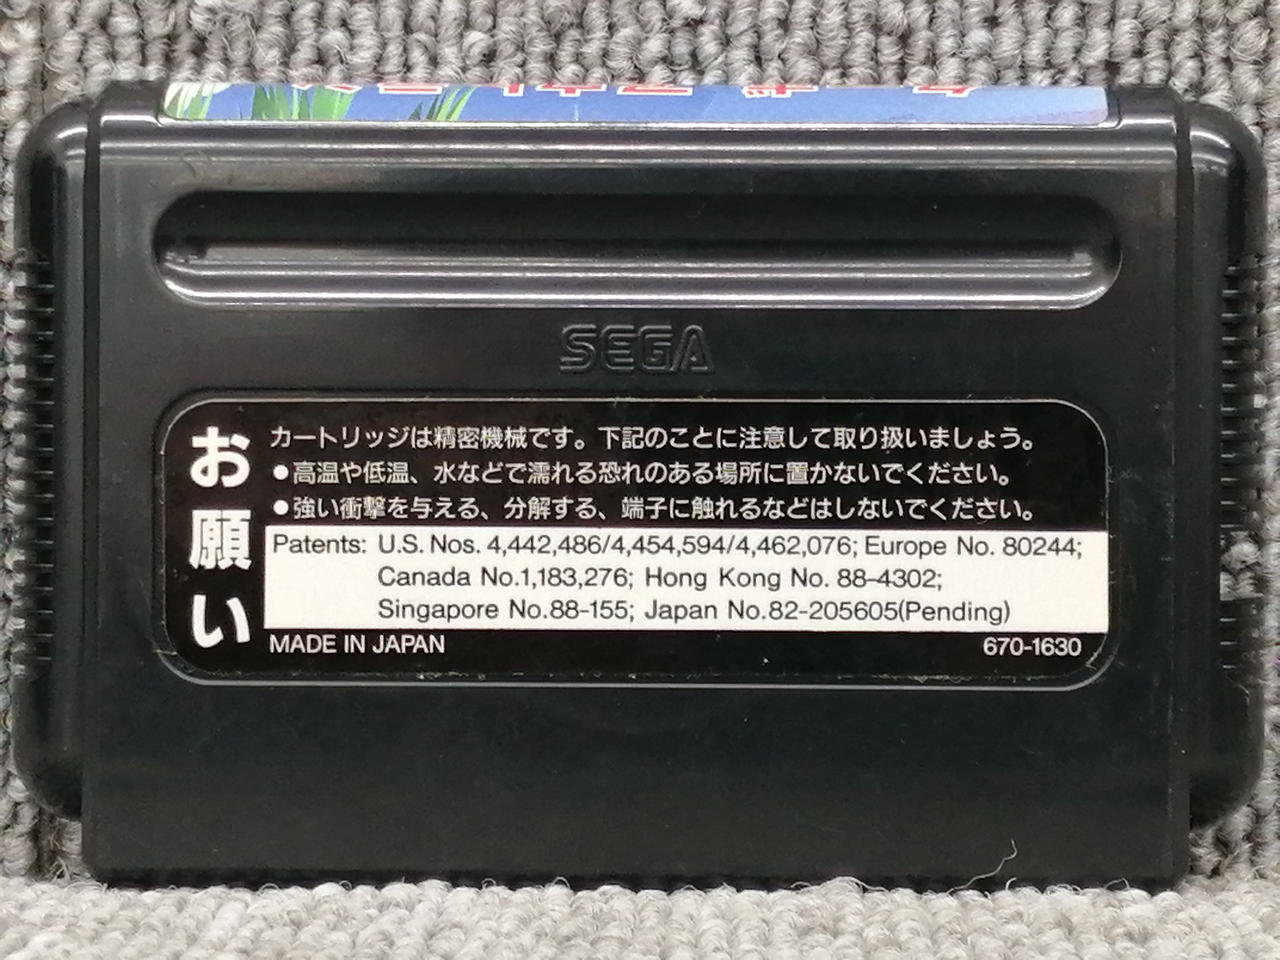 SEGA
お願い
カートリッジは精密機械です。下記のことに注意して取り扱いましょう。
●高温や低温、水などで濡れる恐れのある場所に置かないでください。
●強い衝撃を与える、分解する、端子に触れるなどはしないでください。
Patents: U.S. Nos. 4,442,486/4,454,594/4,462,076; Europe No. 80244;
Canada No.1,183,276; Hong Kong No. 88-4302;
Singapore No.88-155; Japan No.82-205605(Pending)
MADE IN JAPAN
670-1630